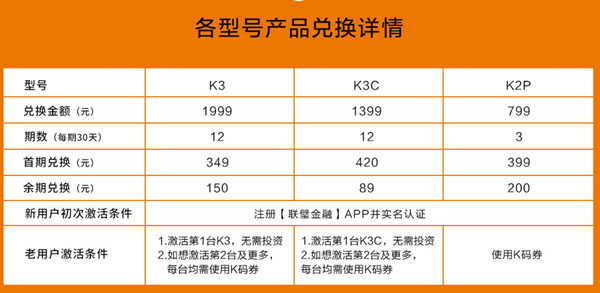 各型号产品兑换详情
型号 K3 K3C K2P
兑换金额（元） 1999 1399 799
期数（每期30天） 12 12 3
首期兑换（元） 349 420 399
余期兑换（元） 150 89 200
新用户初次激活条件 注册【联璧金融】APP并实名认证
老用户激活条件
1.激活第1台K3，无需投资
2.如想激活第2台及更多，
每台均需使用K码券
1.激活第1台K3C，无需投资
2.如想激活第2台及更多，
每台均需使用K码券
使用K码券